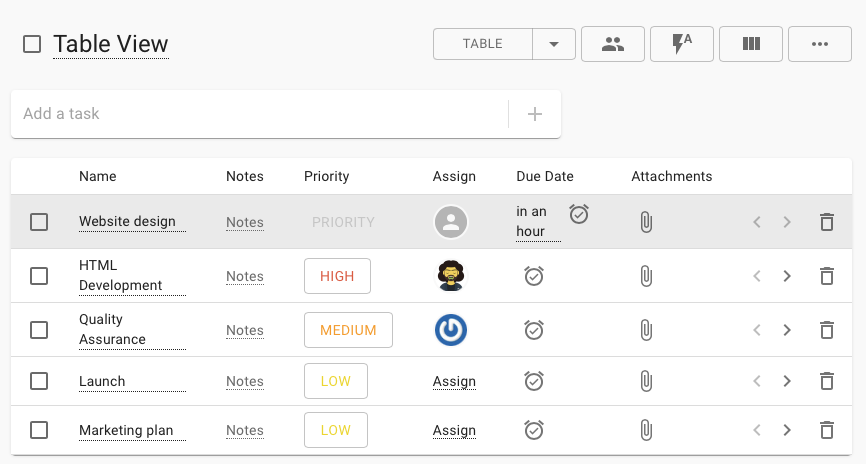 Table View
TABLE
A
Add a task
Name Notes Priority Assign Due Date Attachments
Website design Notes PRIORITY in an
hour
HTML
Development Notes HIGH
Quality
Assurance Notes MEDIUM
Launch Notes LOW Assign
Marketing plan Notes LOW Assign